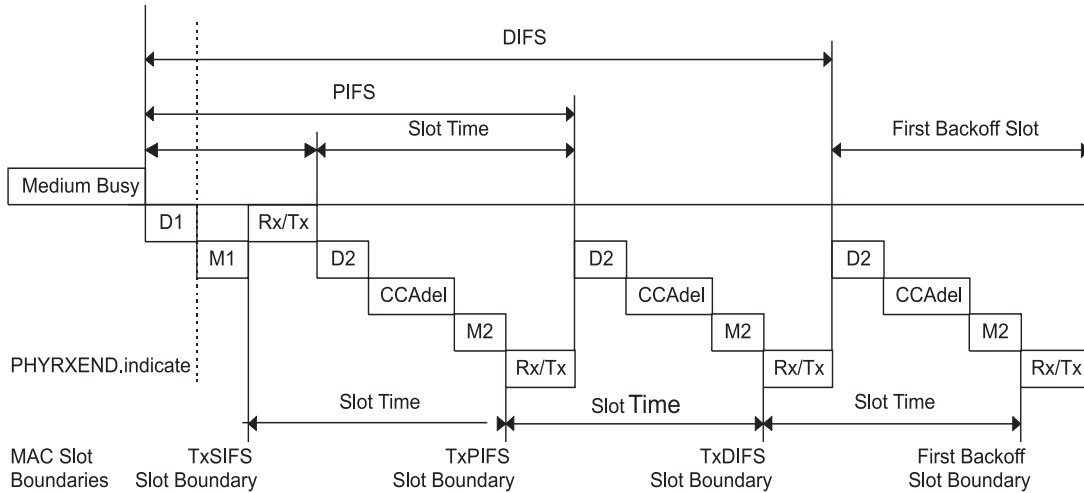 DIFS
PIFS
Slot Time
First Backoff Slot
Medium Busy
D1
Rx/Tx
M1
D2
D2
D2
CCAdel
CCAdel
CCAdel
M2
M2
M2
PHYRXEND.indicate
Rx/Tx
Rx/Tx
Rx/Tx
Slot Time
Slot Time
Slot Time
MAC Slot
Boundaries
TxSIFS
Slot Boundary
TxPIFS
Slot Boundary
TxDIFS
Slot Boundary
First Backoff
Slot Boundary